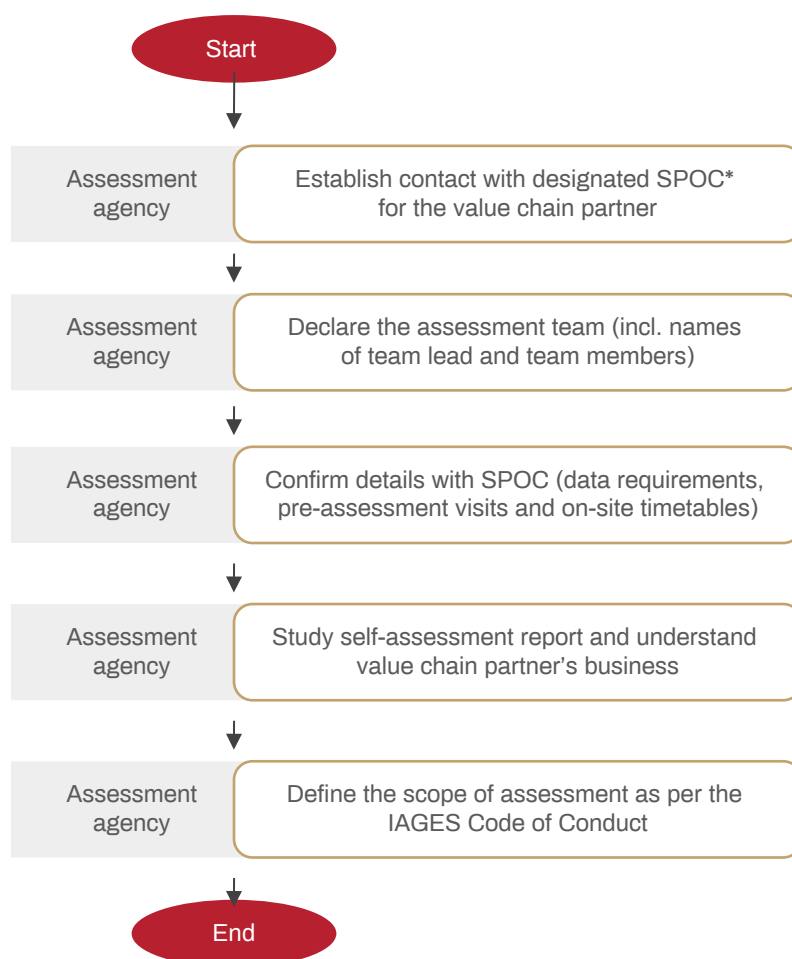 Start
Assessment
agency
Establish contact with designated SPOC*
for the value chain partner
Assessment
agency
Declare the assessment team (incl. names
of team lead and team members)
Assessment
agency
Confirm details with SPOC (data requirements,
pre-assessment visits and on-site timetables)
Assessment
agency
Study self-assessment report and understand
value chain partner’s business
Assessment
agency
Define the scope of assessment as per the
IAGES Code of Conduct
End